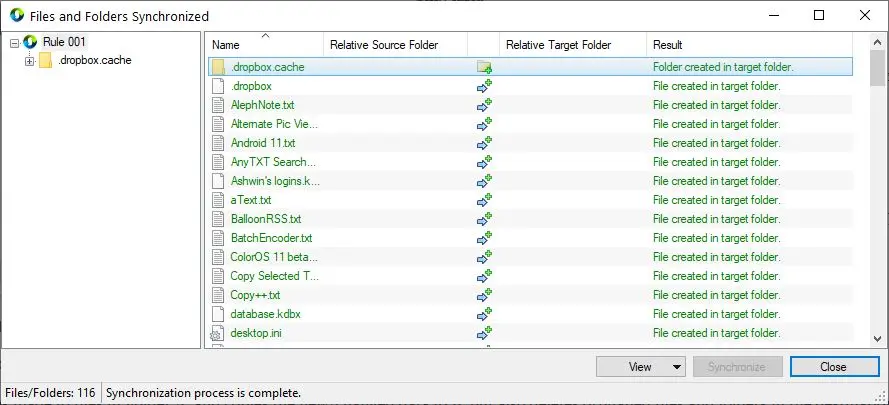 Files and Folders Synchronized
Rule 001
.dropbox.cache
Name Relative Source Folder Relative Target Folder Result
.dropbox.cache Folder created in target folder.
.dropbox File created in target folder.
AlephNote.txt File created in target folder.
Alternate Pic Vie... File created in target folder.
Android 11.txt File created in target folder.
AnyTXT Search... File created in target folder.
Ashwin's logins.k... File created in target folder.
aText.txt File created in target folder.
BalloonRSS.txt File created in target folder.
BatchEncoder.txt File created in target folder.
ColorOS 11 beta... File created in target folder.
Copy Selected T... File created in target folder.
Copy++.txt File created in target folder.
database.kdbx File created in target folder.
desktop.ini File created in target folder.
View Synchronize Close
Files/Folders: 116 Synchronization process is complete.